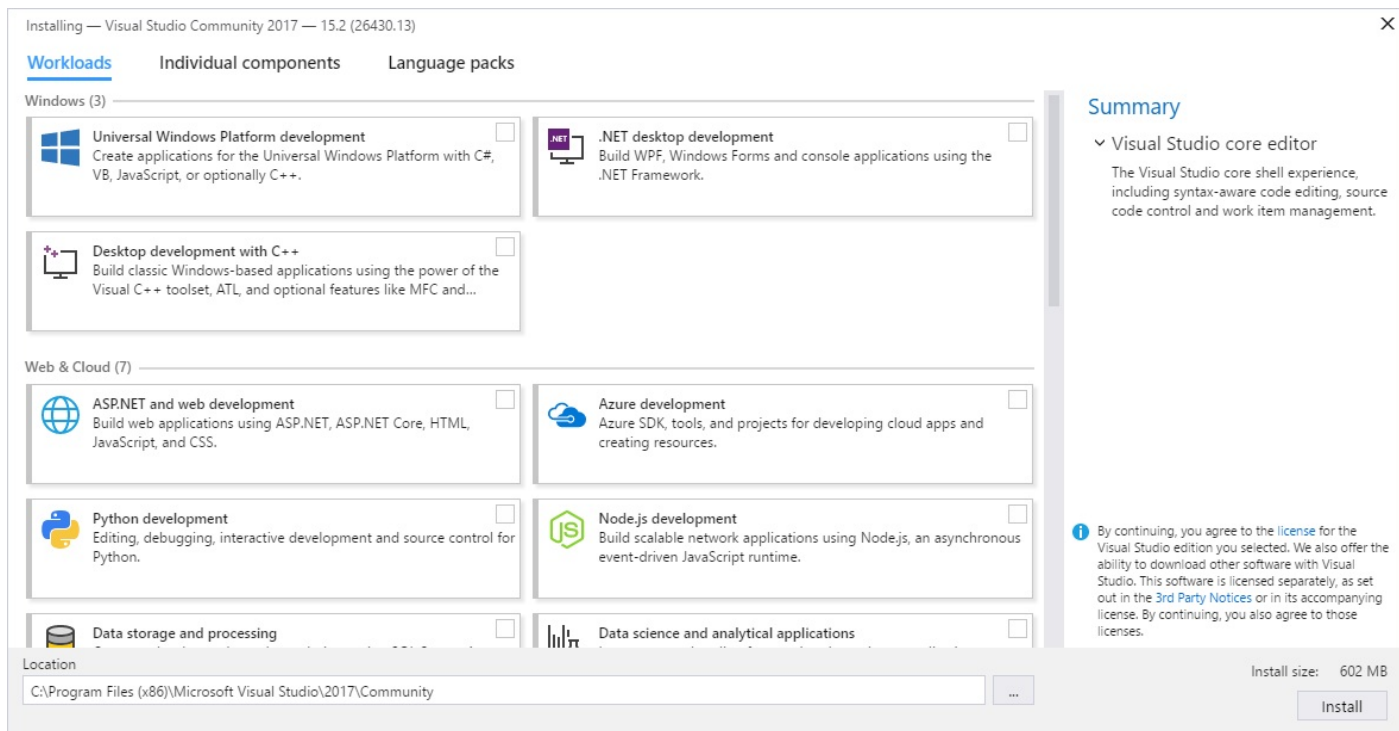 Installing — Visual Studio Community 2017 — 15.2 (26430.13)
Workloads
Individual components
Language packs
Windows (3)
Universal Windows Platform development
Create applications for the Universal Windows Platform with C#,
VB, JavaScript, or optionally C++.
.NET
.NET desktop development
Build WPF, Windows Forms and console applications using the
.NET Framework.
Desktop development with C++
Build classic Windows-based applications using the power of the
Visual C++ toolset, ATL, and optional features like MFC and...
Web & Cloud (7)
ASP.NET and web development
Build web applications using ASP.NET, ASP.NET Core, HTML,
JavaScript, and CSS.
Azure development
Azure SDK, tools, and projects for developing cloud apps and
creating resources.
Python development
Editing, debugging, interactive development and source control for
Python.
JS
Node.js development
Build scalable network applications using Node.js, an asynchronous
event-driven JavaScript runtime.
Data storage and processing
Data science and analytical applications
Summary
Visual Studio core editor
The Visual Studio core shell experience,
including syntax-aware code editing, source
code control and work item management.
By continuing, you agree to the license for the
Visual Studio edition you selected. We also offer the
ability to download other software with Visual
Studio. This software is licensed separately, as set
out in the 3rd Party Notices or in its accompanying
license. By continuing, you also agree to those
licenses.
Location
C:\Program Files (x86)\Microsoft Visual Studio\2017\Community
...
Install size: 602 MB
Install